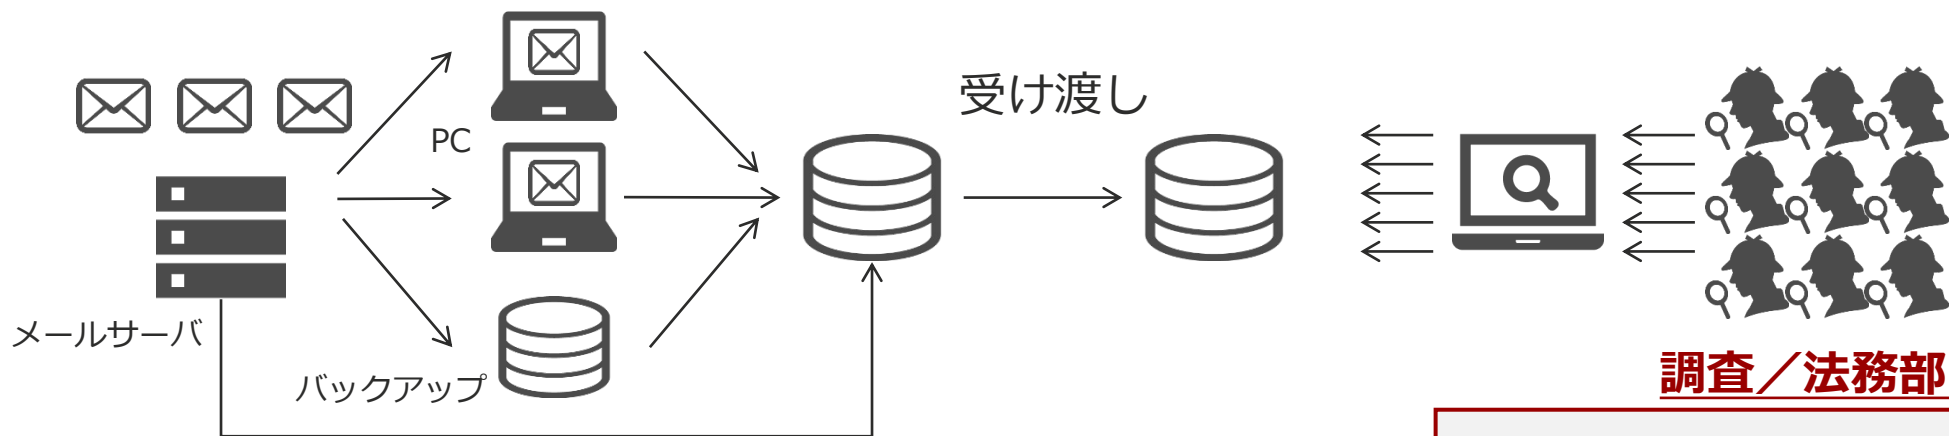 受け渡し
PC
メールサーバ
バックアップ
調査／法務部